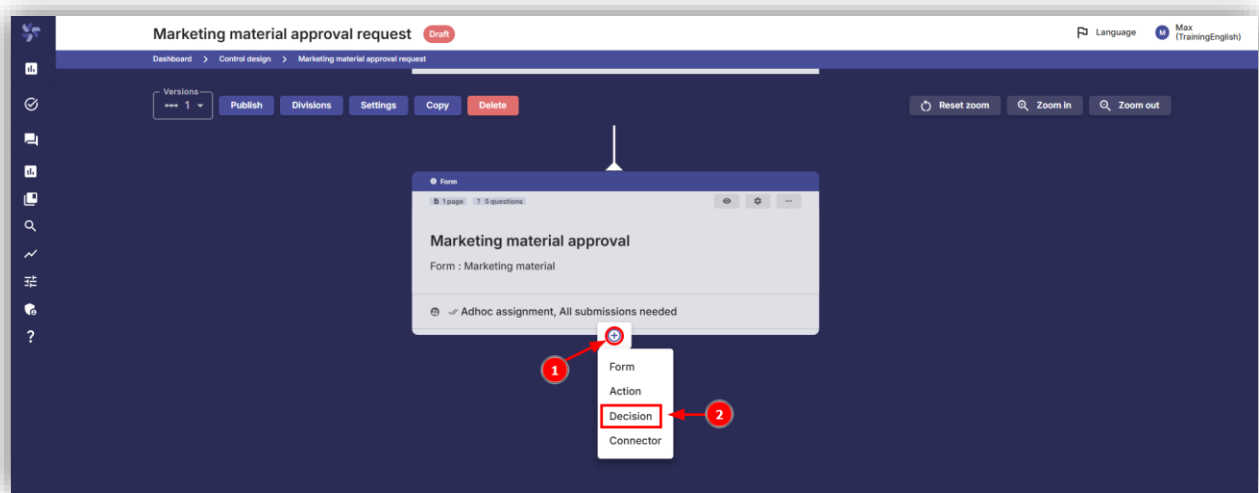 Marketing material approval request Draft
Language
M Max
(TrainingEnglish)
Dashboard > Control design > Marketing material approval request
Versions
1
Publish
Divisions
Settings
Copy
Delete
Reset zoom
Zoom in
Zoom out
Form
1 page ? 5 questions
Marketing material approval
Form : Marketing material
Adhoc assignment, All submissions needed
1
Form
Action
Decision
2
Connector
?